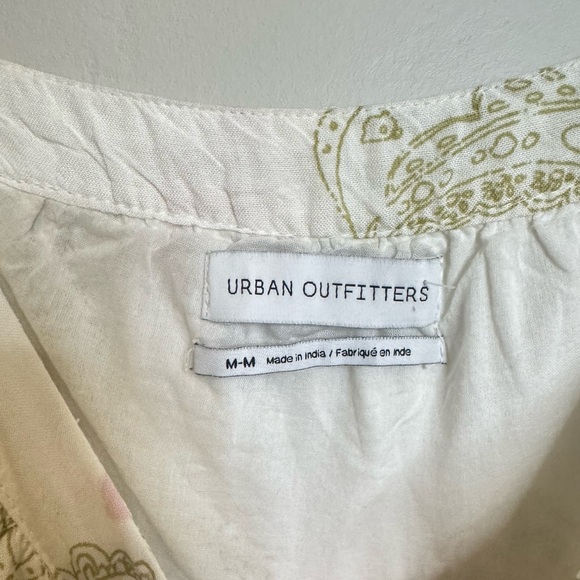 URBAN OUTFITTERS
M-M Made in India / Fabriqué en Inde